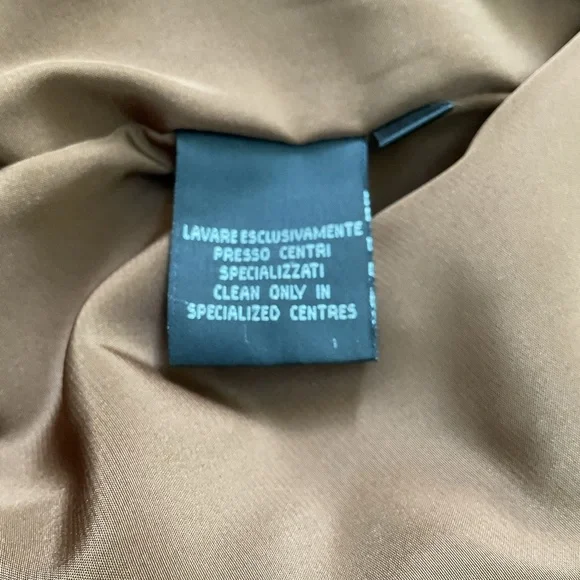 LAVARE ESCLUSIVAMENTE
PRESSO CENTRI
SPECIALIZZATI
CLEAN ONLY IN
SPECIALIZED CENTRES